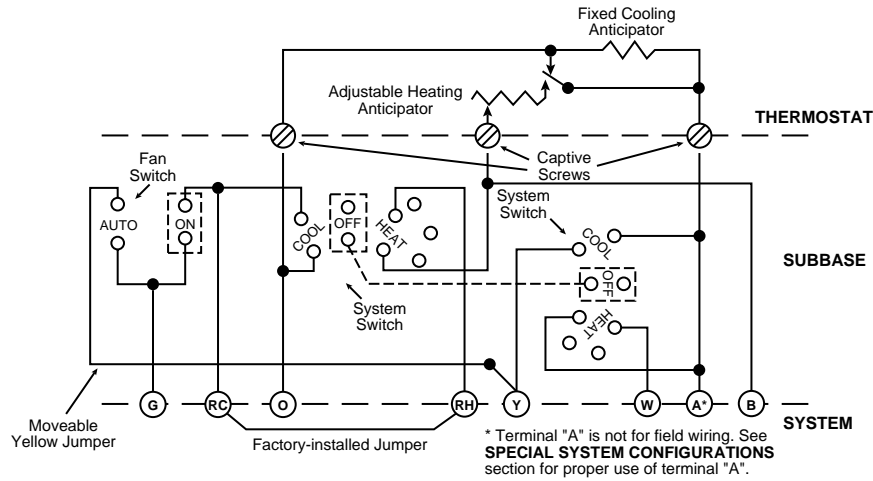 Fixed Cooling
Anticipator
Adjustable Heating
Anticipator
THERMOSTAT
Captive
Screws
Fan
Switch
System
Switch
AUTO
ON
COOL
OFF
HEAT
COOL
OFF
HEAT
SUBBASE
System
Switch
G
RC
O
RH
Y
W
A*
B
SYSTEM
Moveable
Yellow Jumper
Factory-installed Jumper
* Terminal "A" is not for field wiring. See
SPECIAL SYSTEM CONFIGURATIONS
section for proper use of terminal "A".